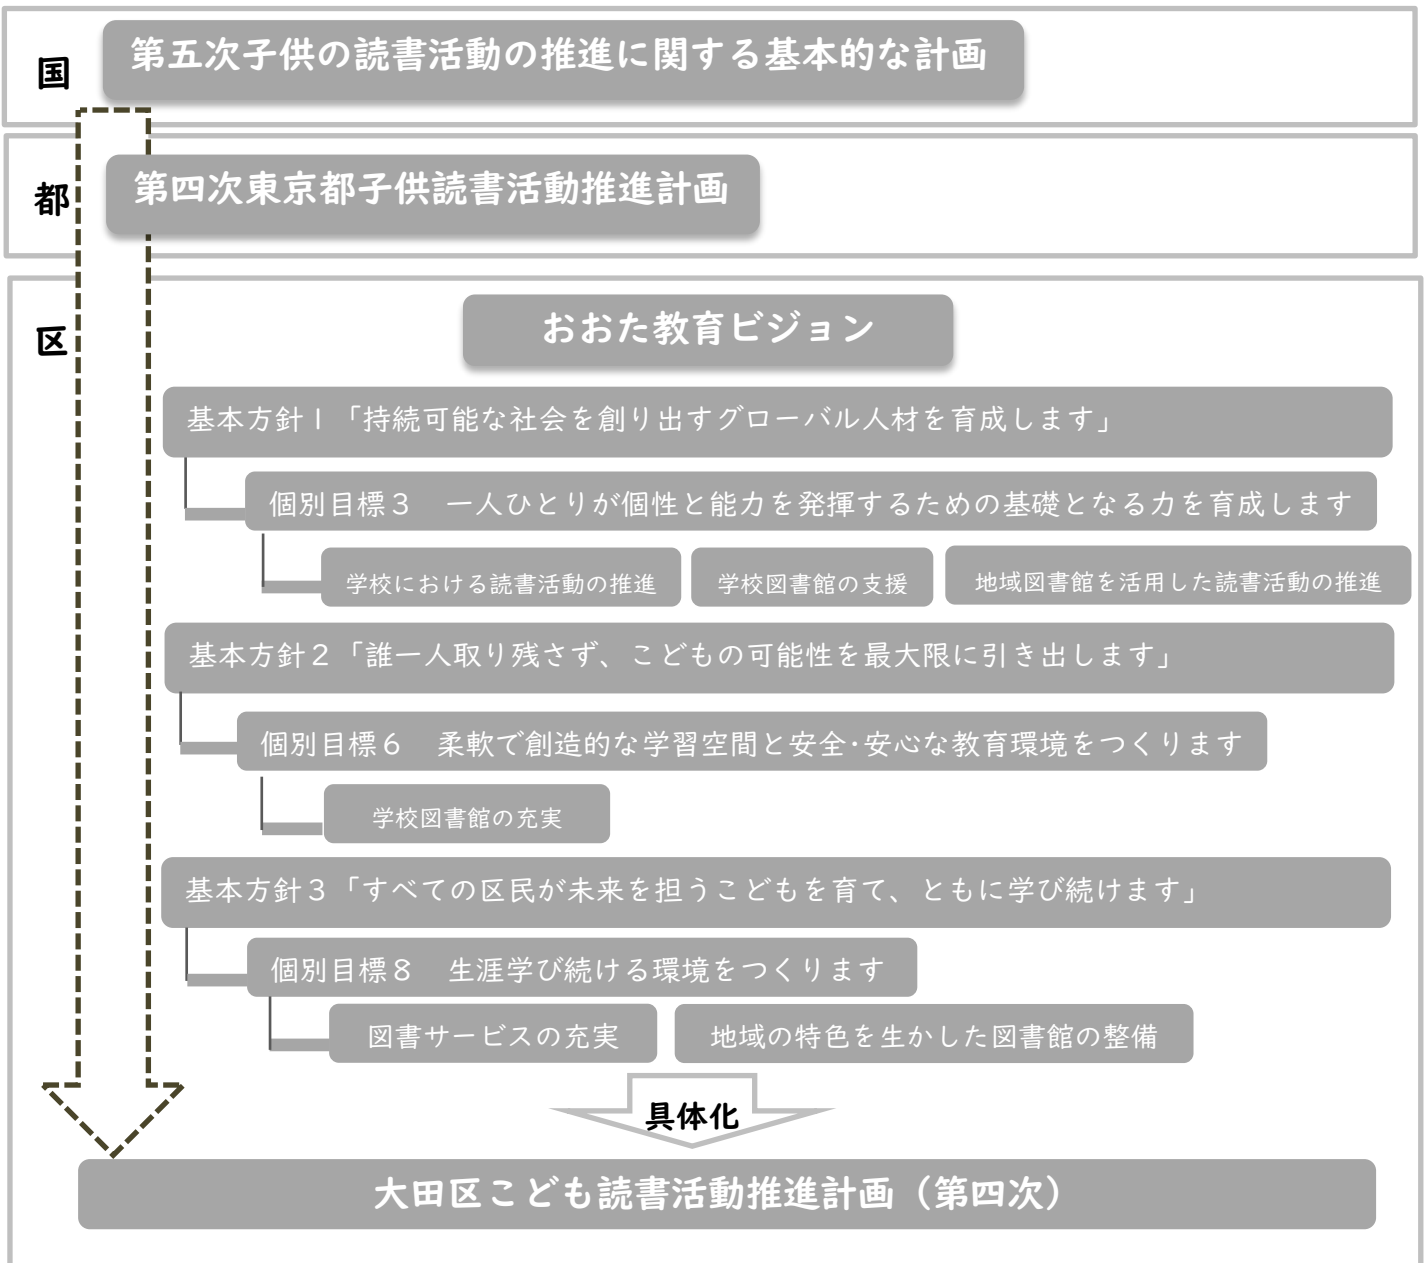 国
第五次子供の読書活動の推進に関する基本的な計画
都
第四次東京都子供読書活動推進計画
区
おおた教育ビジョン
基本方針1「持続可能な社会を創り出すグローバル人材を育成します」
個別目標3　一人ひとりが個性と能力を発揮するための基礎となる力を育成します
学校における読書活動の推進
学校図書館の支援
地域図書館を活用した読書活動の推進
基本方針2「誰一人取り残さず、こどもの可能性を最大限に引き出します」
個別目標6　柔軟で創造的な学習空間と安全・安心な教育環境をつくります
学校図書館の充実
基本方針3「すべての区民が未来を担うこどもを育て、ともに学び続けます」
個別目標8　生涯学び続ける環境をつくります
図書サービスの充実
地域の特色を生かした図書館の整備
具体化
大田区こども読書活動推進計画（第四次）